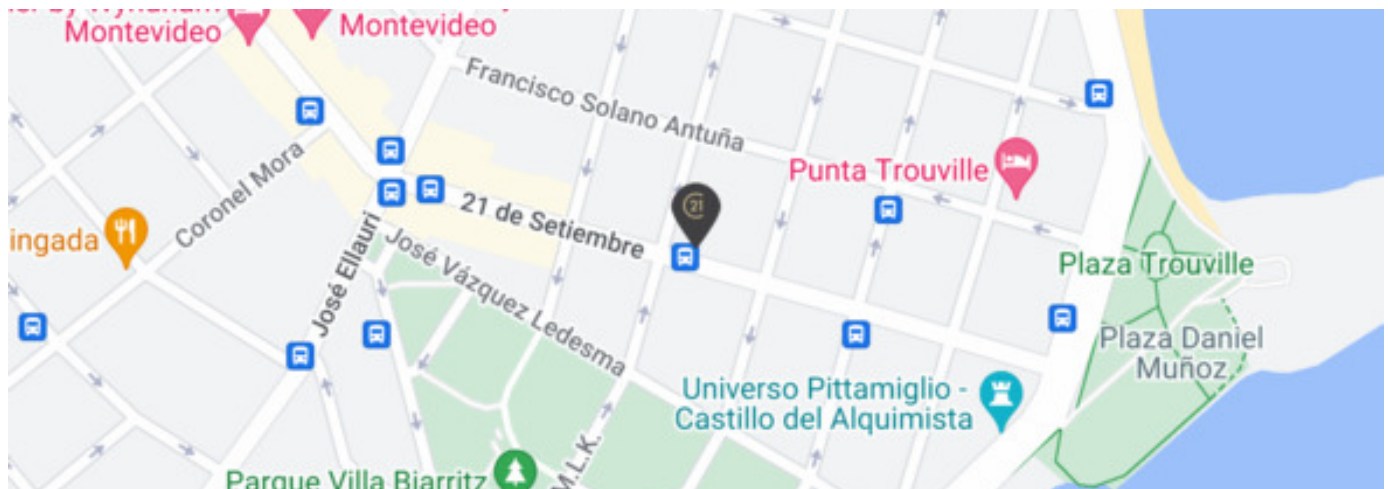 Montevideo
Montevideo
Francisco Solano Antuña
Coronel Mora
Punta Trouville
21
ingada
21 de Setiembre
José Ellauri
José Vázquez Ledesma
Plaza Trouville
Plaza Daniel
Muñoz
Universo Pittamiglio -
Castillo del Alquimista
M.L.K.
Parque Villa Biarritz